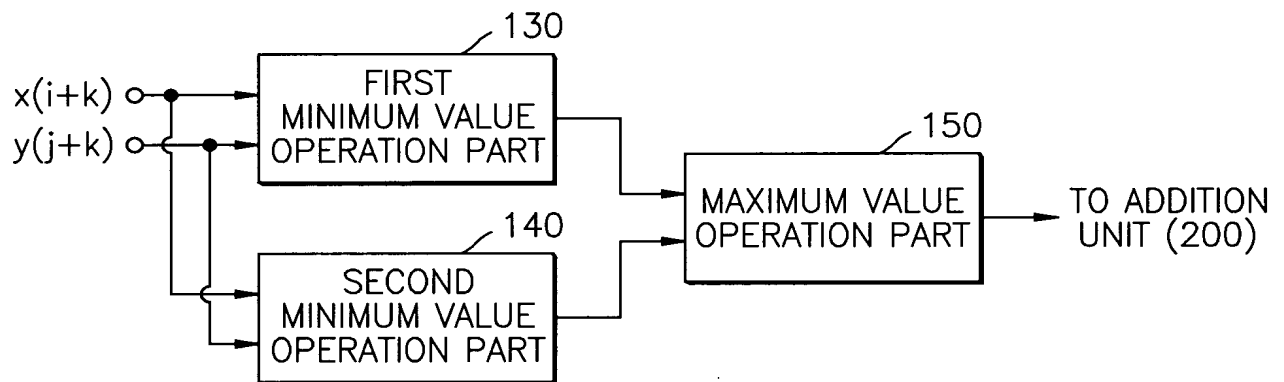 130
x(i+k)
y(j+k)
FIRST
MINIMUM VALUE
OPERATION PART
150
MAXIMUM VALUE
OPERATION PART
TO ADDITION
UNIT (200)
140
SECOND
MINIMUM VALUE
OPERATION PART